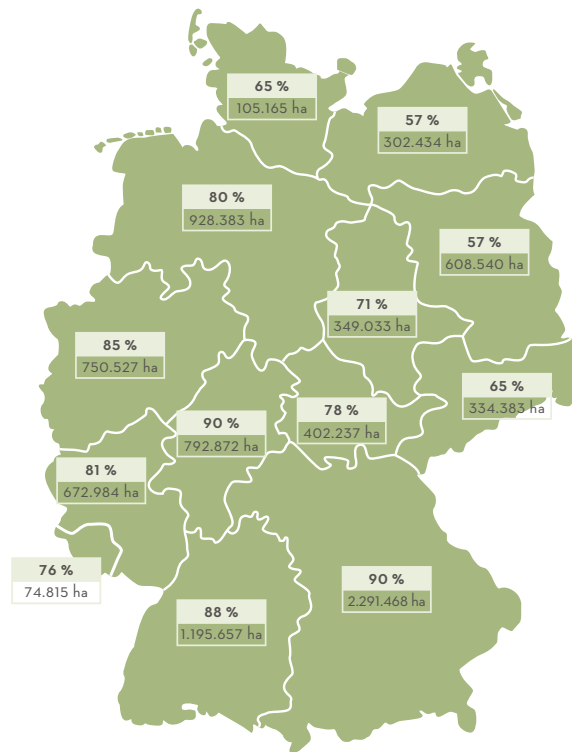 65 %
105.165 ha
57 %
302.434 ha
80 %
928.383 ha
57 %
608.540 ha
71 %
349.033 ha
85 %
750.527 ha
65 %
334.383 ha
90 %
792.872 ha
78 %
402.237 ha
81 %
672.984 ha
76 %
74.815 ha
90 %
2.291.468 ha
88 %
1.195.657 ha